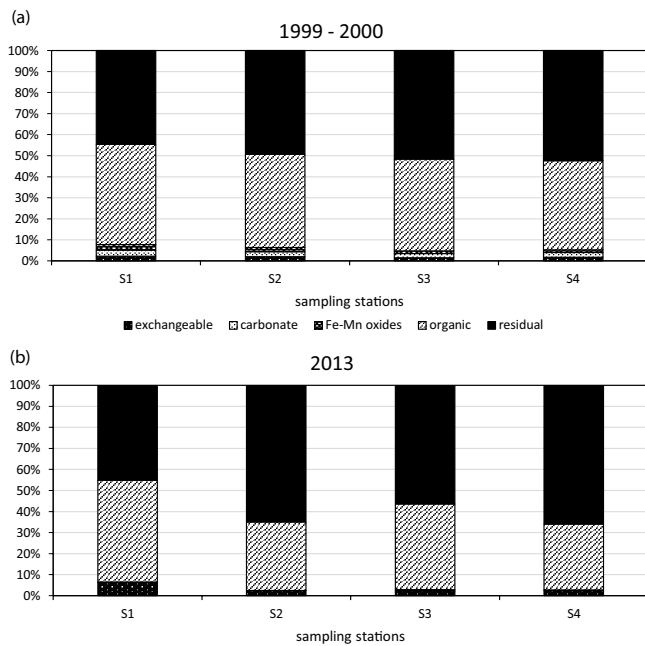 (a)
1999 - 2000
100%
90%
80%
70%
60%
50%
40%
30%
20%
10%
0%
S1 S2 S3 S4
sampling stations
exchangeable carbonate Fe-Mn oxides organic residual
(b)
2013
100%
90%
80%
70%
60%
50%
40%
30%
20%
10%
0%
S1 S2 S3 S4
sampling stations